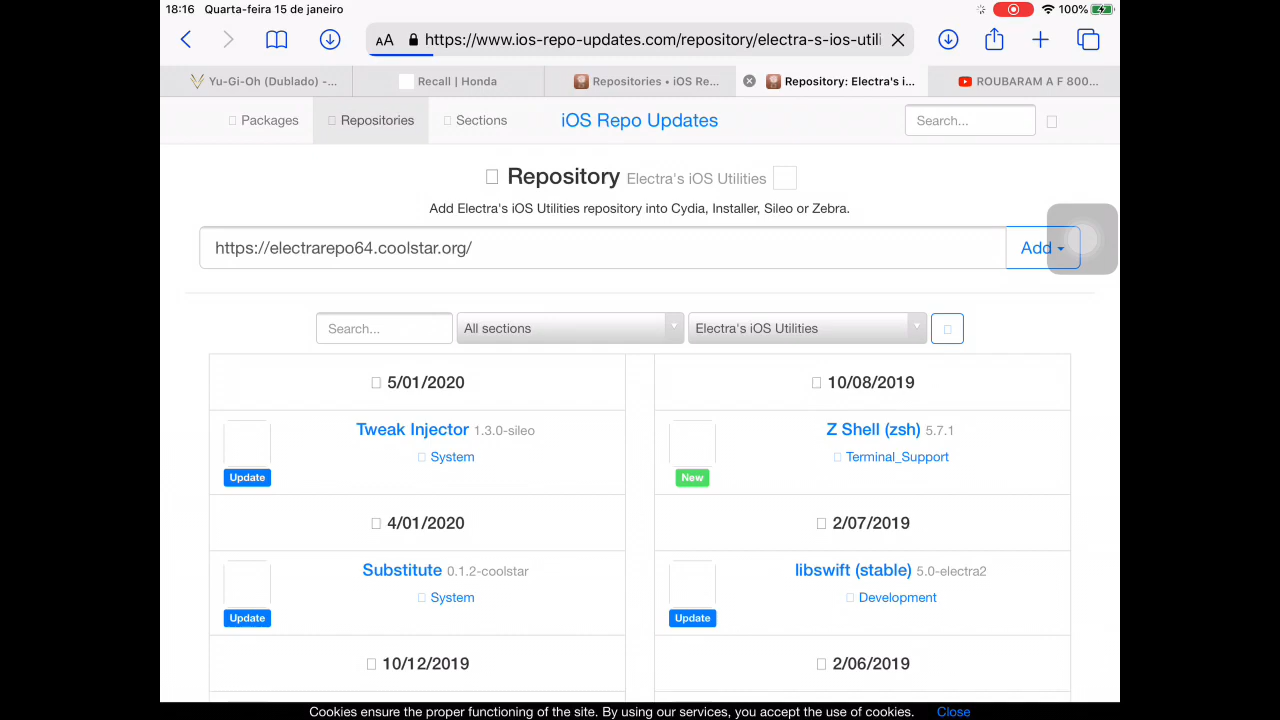 18:16 Quarta-feira 15 de janeiro 100%
AA https://www.ios-repo-updates.com/repository/electra-s-ios-utili
Yu-Gi-Oh (Dublado) -... Recall | Honda Repositories • iOS Re... Repository: Electra's i... ROUBARAM A F 800...
Packages Repositories Sections iOS Repo Updates Search...
Repository Electra's iOS Utilities
Add Electra's iOS Utilities repository into Cydia, Installer, Sileo or Zebra.
https://electrarepo64.coolstar.org/ Add
Search... All sections Electra's iOS Utilities
5/01/2020
Tweak Injector 1.3.0-sileo
System
Update
4/01/2020
Substitute 0.1.2-coolstar
System
Update
10/12/2019
10/08/2019
Z Shell (zsh) 5.7.1
Terminal_Support
New
2/07/2019
libswift (stable) 5.0-electra2
Development
Update
2/06/2019
Cookies ensure the proper functioning of the site. By using our services, you accept the use of cookies. Close